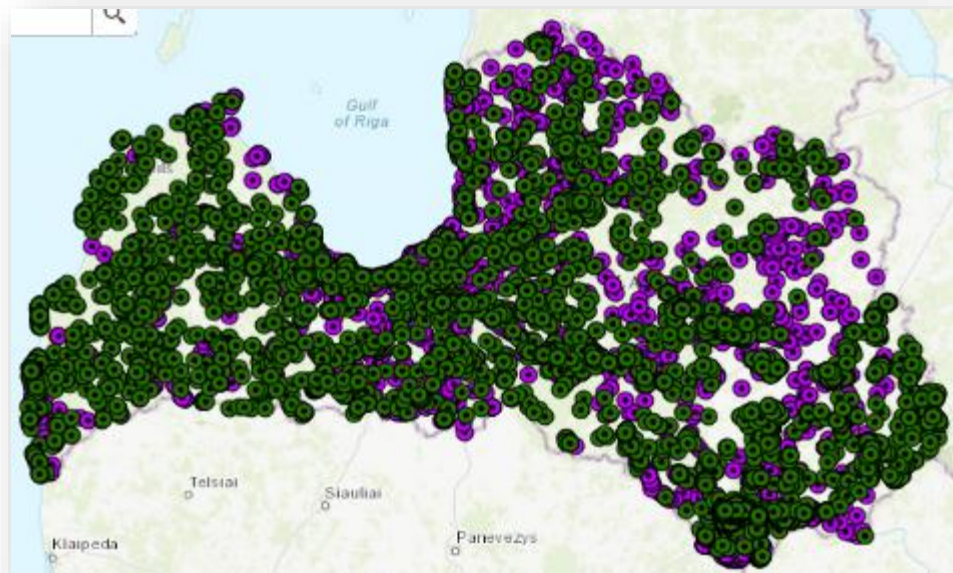 Gulf
of Riga
Telsiai
Siauliai
Panevezys
Klaipeda